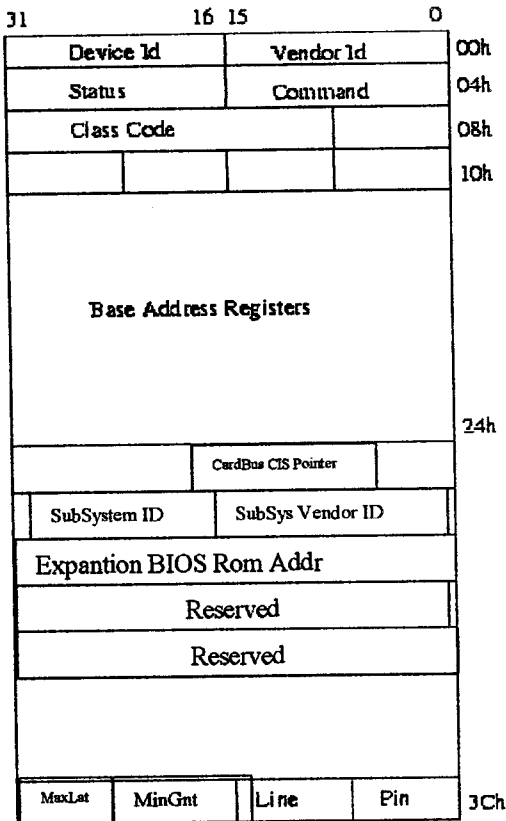 31 16 15 0
Device Id Vendor Id 00h
Status Command 04h
Class Code 08h
10h
Base Address Registers
24h
CardBus CIS Pointer
SubSystem ID SubSys Vendor ID
Expantion BIOS Rom Addr
Reserved
Reserved
MaxLat MinGnt Line Pin 3Ch